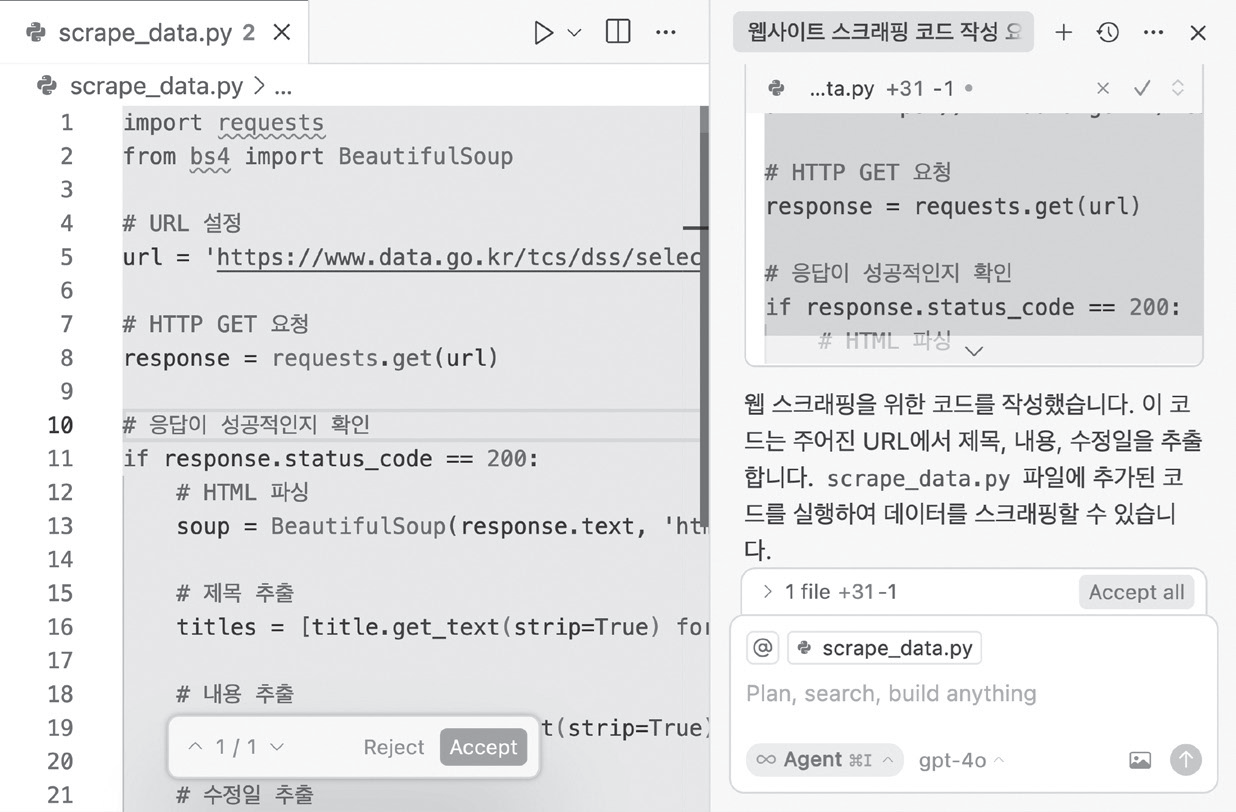 scrape_data.py 2
scrape_data.py > ...
1 import requests
2 from bs4 import BeautifulSoup
3
4 # URL 설정
5 url = 'https://www.data.go.kr/tcs/dss/selec
6
7 # HTTP GET 요청
8 response = requests.get(url)
9
10 # 응답이 성공적인지 확인
11 if response.status_code == 200:
12 # HTML 파싱
13 soup = BeautifulSoup(response.text, 'htm
14
15 # 제목 추출
16 titles = [title.get_text(strip=True) for
17
18 # 내용 추출
19 t(strip=True)
20
21 # 수정일 추출
1 / 1 Reject Accept
웹사이트 스크래핑 코드 작성 요
...ta.py +31 -1
# HTTP GET 요청
response = requests.get(url)
# 응답이 성공적인지 확인
if response.status_code == 200:
# HTML 파싱
웹 스크래핑을 위한 코드를 작성했습니다. 이 코
드는 주어진 URL에서 제목, 내용, 수정일을 추출
합니다. scrape_data.py 파일에 추가된 코
드를 실행하여 데이터를 스크래핑할 수 있습니
다.
> 1 file +31 -1 Accept all
@ scrape_data.py
Plan, search, build anything
∞ Agent ⌘I gpt-4o